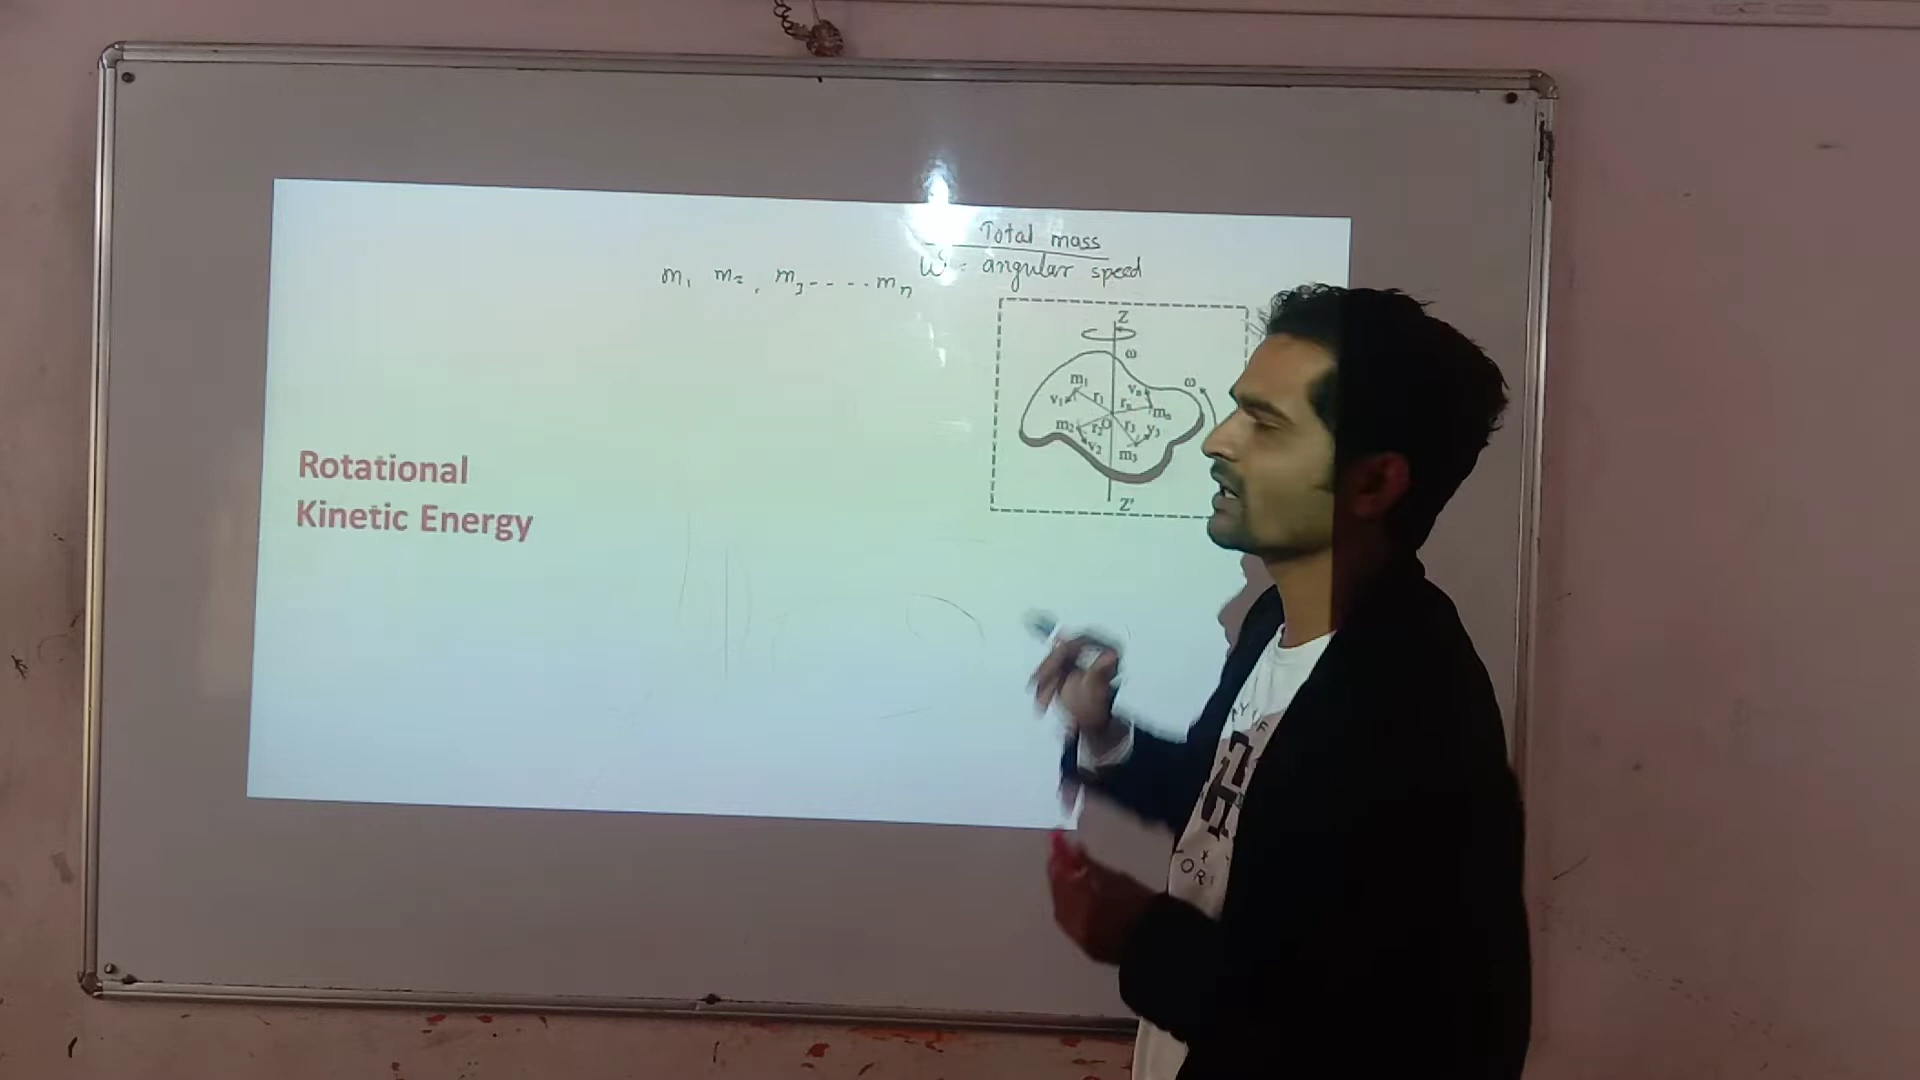 Total mass
ω = angular speed
m₁ m₂, m₃----mₙ
Z
ω
m₁
v₁
r₁
vₙ
rₙ
mₙ
ω
m₂
r₂
O
r₃
v₃
v₂
m₃
Z'
Rotational
Kinetic Energy